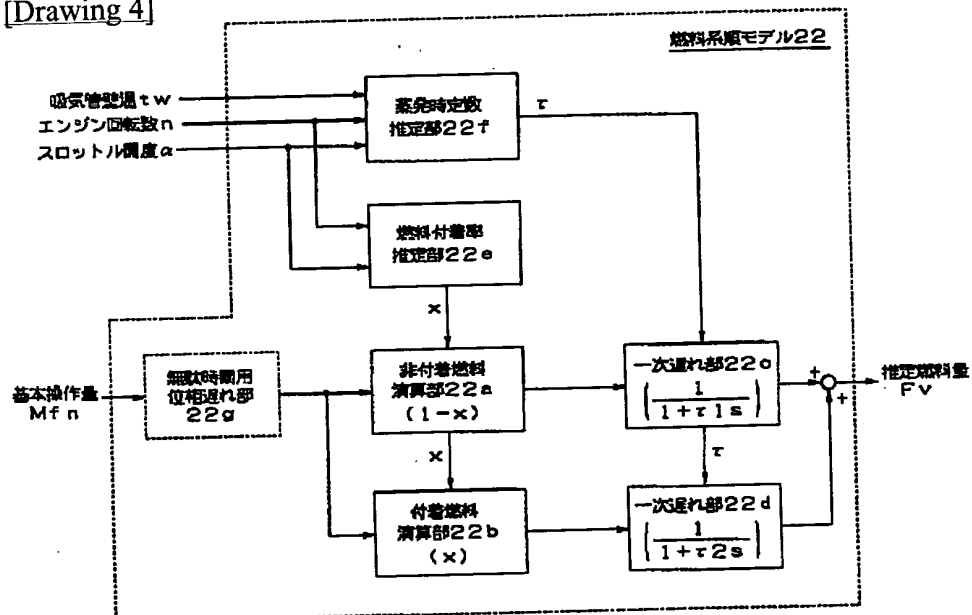 [Drawing 4]
燃料系順モデル22
吸気管壁温tw
エンジン回転数n
スロットル開度α
蒸発時定数
推定部22f
τ
燃料付着率
推定部22e
x
基本操作量
Mfn
無駄時間用
位相遅れ部
22g
非付着燃料
演算部22a
(1-x)
一次遅れ部22c
1
1+τ1s
+
+
推定燃料量
Fv
x
τ
付着燃料
演算部22b
(x)
一次遅れ部22d
1
1+τ2s